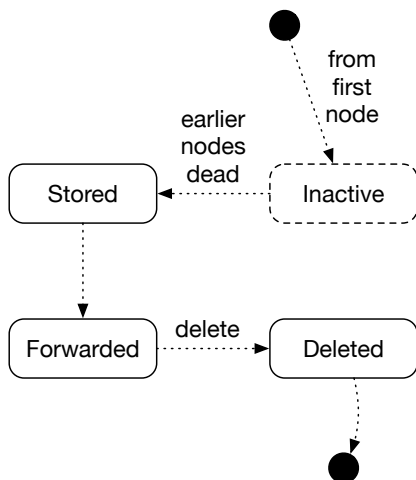 from
first
node
earlier
nodes
dead
Stored
Inactive
Forwarded
delete
Deleted